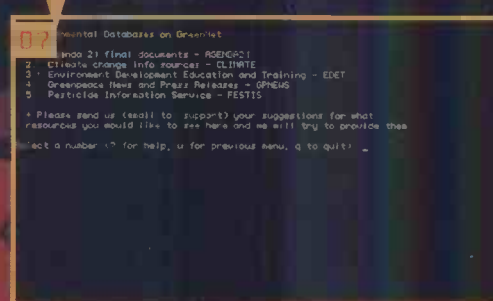 07
mental Databases on GreenNet
enda 21 final documents - AGENDA21
2 Climate change info sources - CLIMATE
3 Environment Development Education and Training - EDET
4 Greenpeace News and Press Releases - GPNEWS
5 Pesticide Information Service - PESTIS
* Please send us (email to support) your suggestions for what
resources you would like to see here and we will try to provide them
ect a number (? for help, u for previous menu, q to quit):